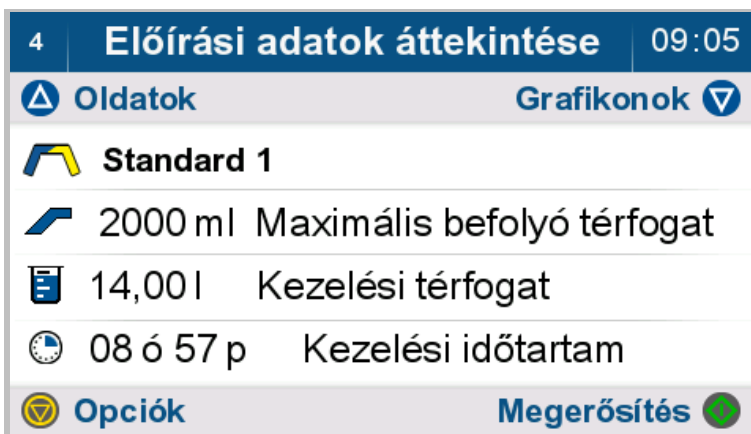 4 Előírási adatok áttekintése 09:05
Oldatok Grafikonok
Standard 1
2000 ml Maximális befolyó térfogat
14,00 l Kezelési térfogat
08 ó 57 p Kezelési időtartam
Opciók Megerősítés